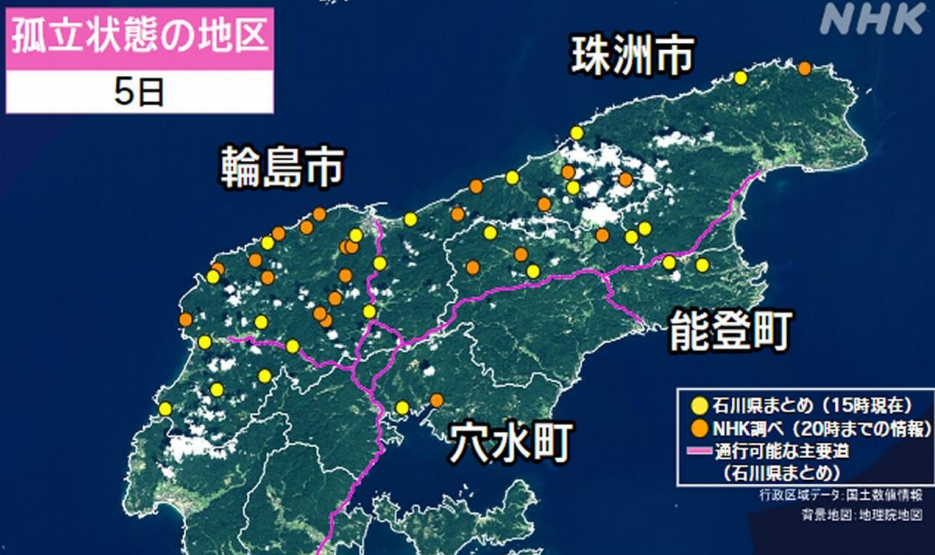 孤立状態の地区
5日
NHK
珠洲市
輪島市
能登町
穴水町
石川県まとめ（15時現在）
NHK調べ（20時までの情報）
通行可能な主要道
（石川県まとめ）
行政区域データ:国土数値情報
背景地図:地理院地図